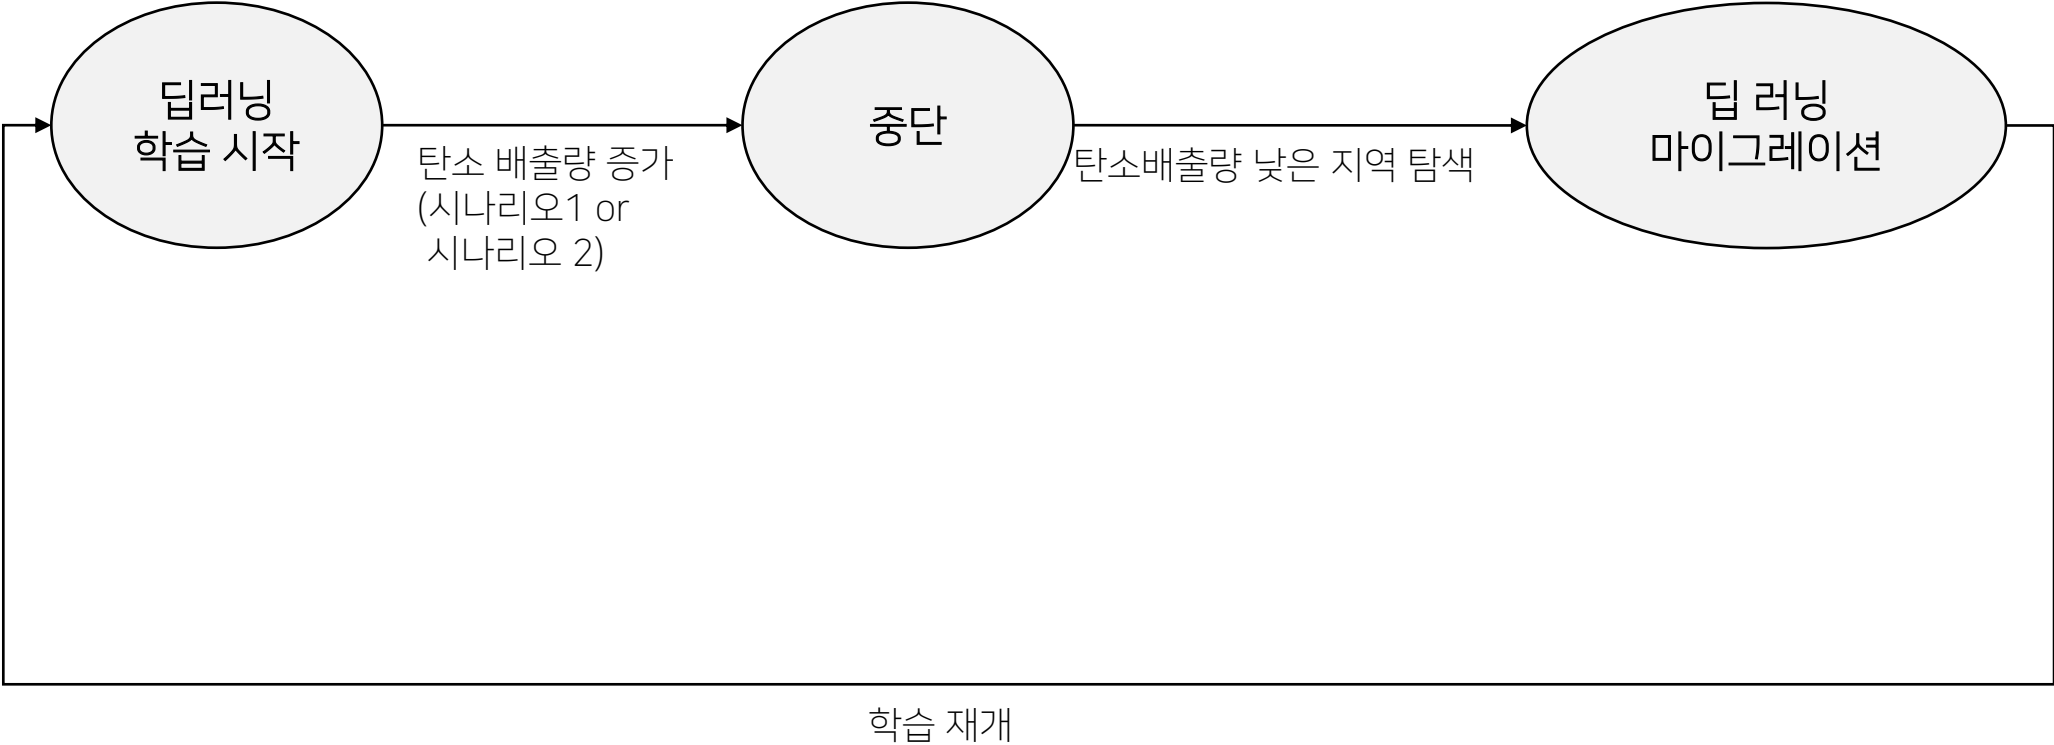 딥러닝
학습 시작
탄소 배출량 증가
(시나리오1 or
시나리오 2)
중단
탄소배출량 낮은 지역 탐색
딥 러닝
마이그레이션
학습 재개